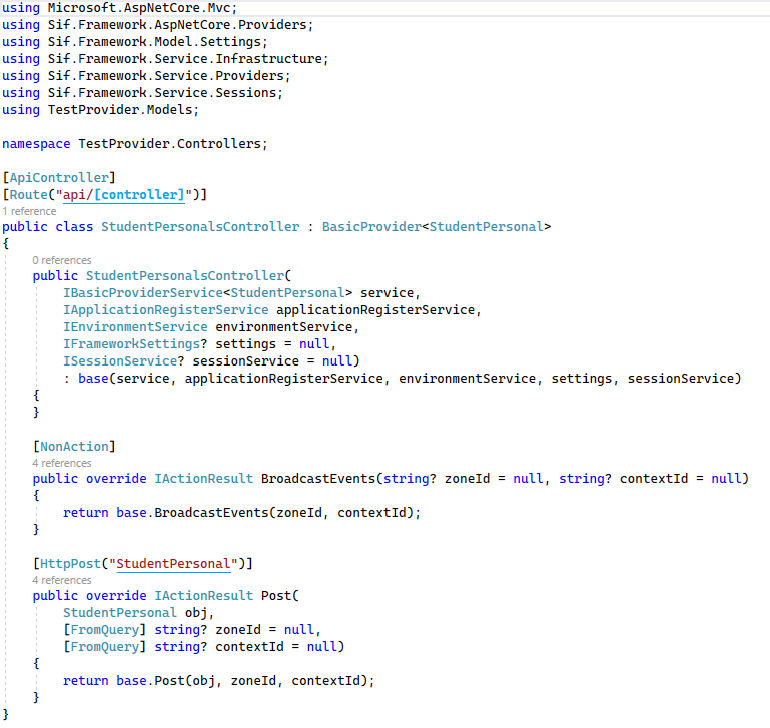 using Microsoft.AspNetCore.Mvc;
using Sif.Framework.AspNetCore.Providers;
using Sif.Framework.Model.Settings;
using Sif.Framework.Service.Infrastructure;
using Sif.Framework.Service.Providers;
using Sif.Framework.Service.Sessions;
using TestProvider.Models;
namespace TestProvider.Controllers;
[ApiController]
[Route("api/[controller]")]
1 reference
public class StudentPersonalsController : BasicProvider<StudentPersonal>
{
0 references
public StudentPersonalsController(
IBasicProviderService<StudentPersonal> service,
IApplicationRegisterService applicationRegisterService,
IEnvironmentService environmentService,
IFrameworkSettings? settings = null,
ISessionService? sessionService = null)
: base(service, applicationRegisterService, environmentService, settings, sessionService)
{
}
[NonAction]
4 references
public override IActionResult BroadcastEvents(string? zoneId = null, string? contextId = null)
{
return base.BroadcastEvents(zoneId, contextId);
}
[HttpPost("StudentPersonal")]
4 references
public override IActionResult Post(
StudentPersonal obj,
[FromQuery] string? zoneId = null,
[FromQuery] string? contextId = null)
{
return base.Post(obj, zoneId, contextId);
}
}